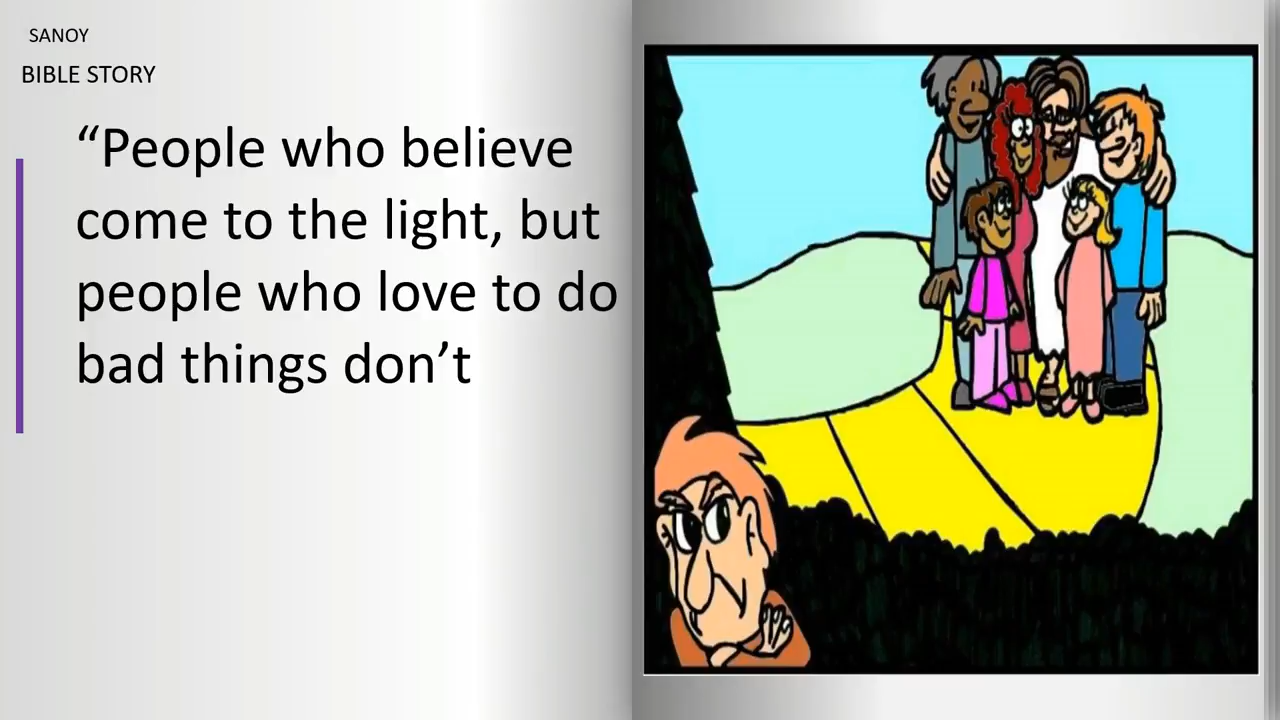 SANOY
BIBLE STORY
“People who believe
come to the light, but
people who love to do
bad things don’t